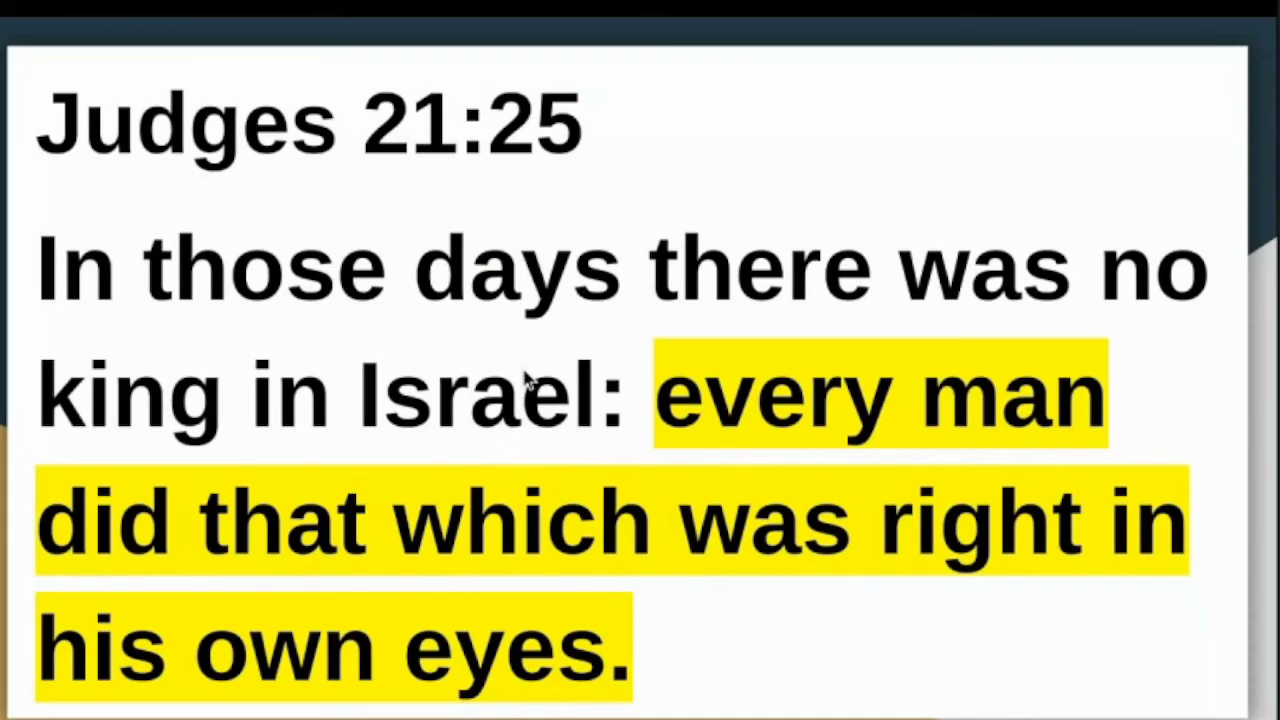 Judges 21:25
In those days there was no
king in Israel: every man
did that which was right in
his own eyes.